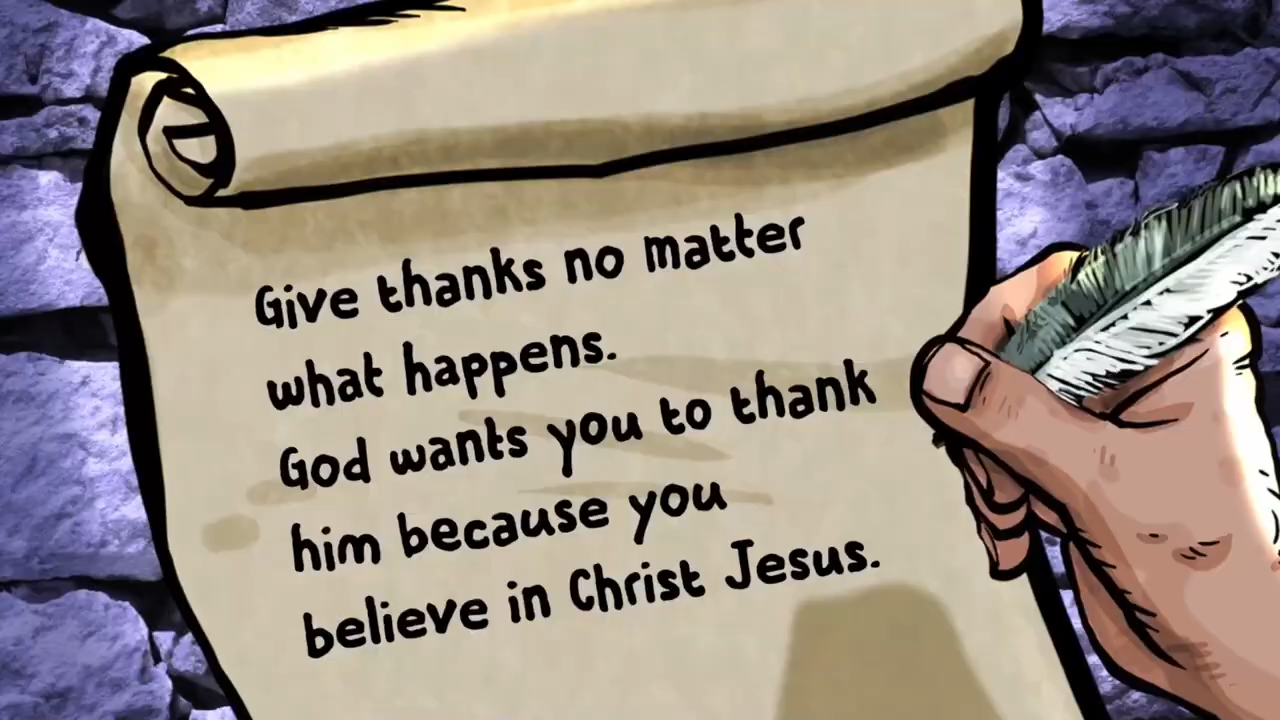 Give thanks no matter
what happens.
God wants you to thank
him because you
believe in Christ Jesus.